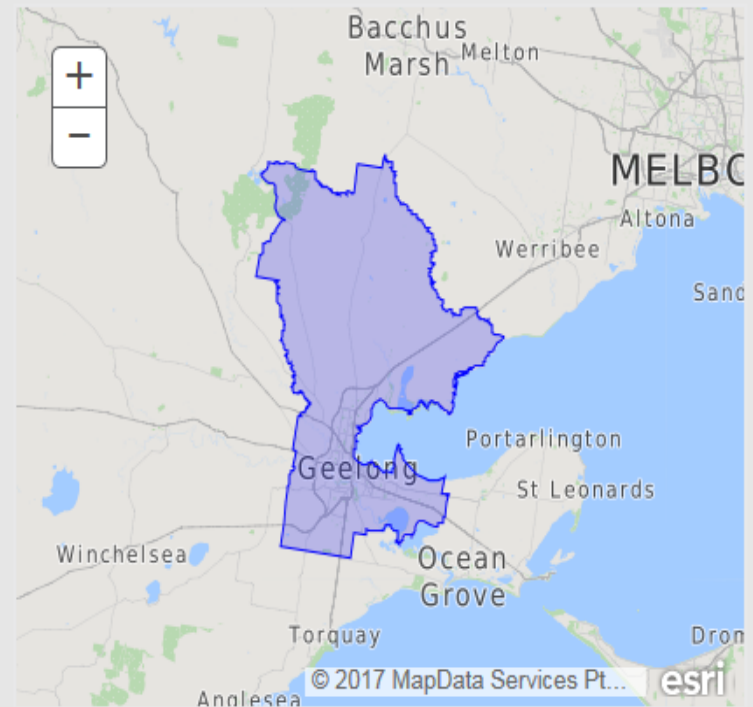 Bacchus
Marsh
Melton
+
−
MELBO
Altona
Werribee
Sand
Portarlington
Geelong
St Leonards
Winchelsea
Ocean
Grove
Torquay
Drom
Anglesea
© 2017 MapData Services Pt...
esri